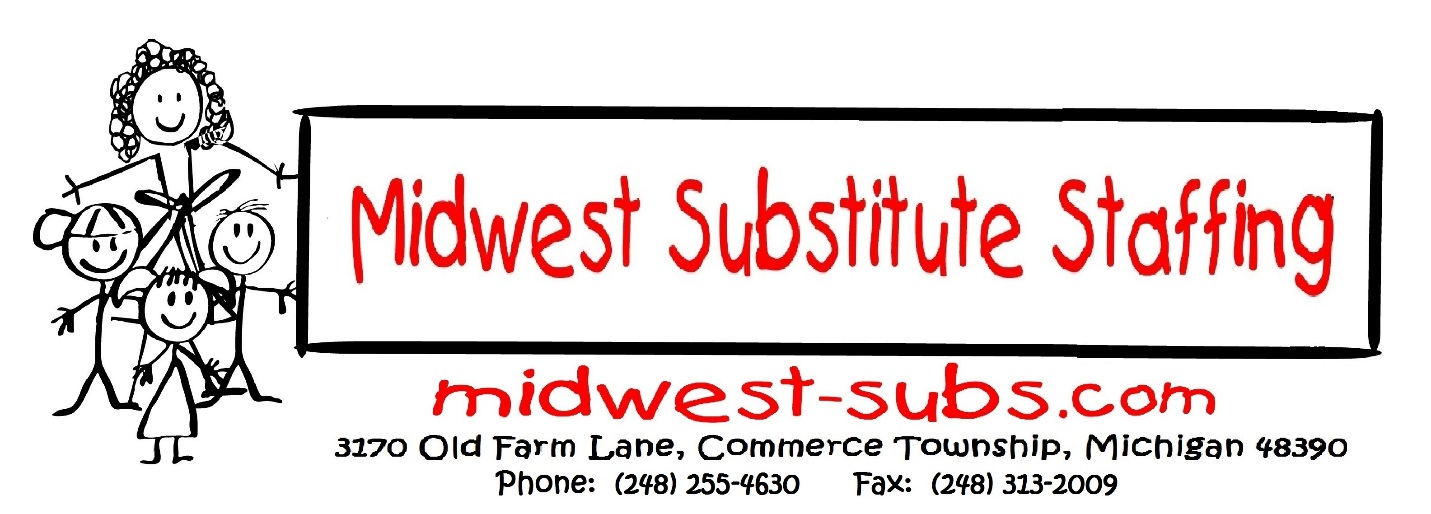 Midwest Substitute Staffing
midwest-subs.com
3170 Old Farm Lane, Commerce Township, Michigan 48390
Phone: (248) 255-4630 Fax: (248) 313-2009